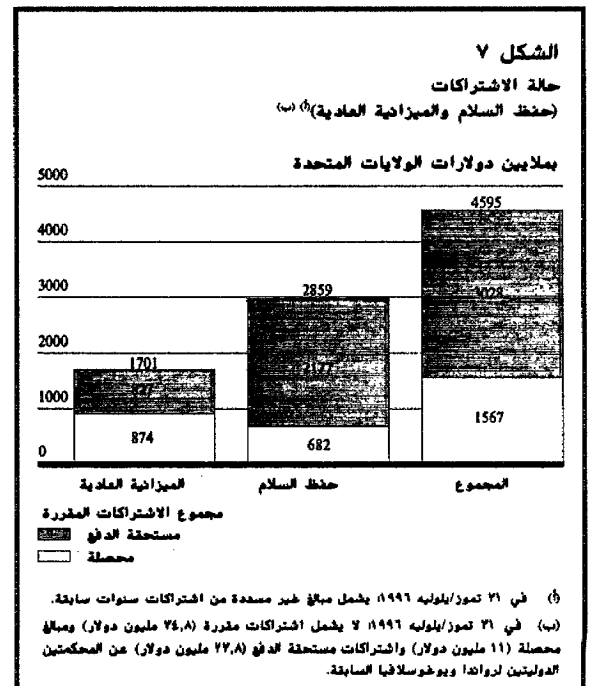 الشكل ٧
حالة الاشتراكات
(حفظ السلام والميزانية العادية)(أ) (ب)
بملايين دولارات الولايات المتحدة
5000
4595
4000
3000
2859
2000
1701
1000
874
682
1567
0
الميزانية العادية
حفظ السلام
المجموع
مجموع الاشتراكات المقررة
مستحقة الدفع
محصلة
(أ) في ٣١ تموز/يوليه ١٩٩٦؛ يشمل مبالغ غير مسددة من اشتراكات سنوات سابقة.
(ب) في ٣١ تموز/يوليه ١٩٩٦؛ لا يشمل اشتراكات مقررة (٣٤,٨ مليون دولار) ومبالغ
محصلة (١١ مليون دولار) واشتراكات مستحقة الدفع (٢٣,٨ مليون دولار) عن المحكمتين
الدوليتين لرواندا ويوغوسلافيا السابقة.